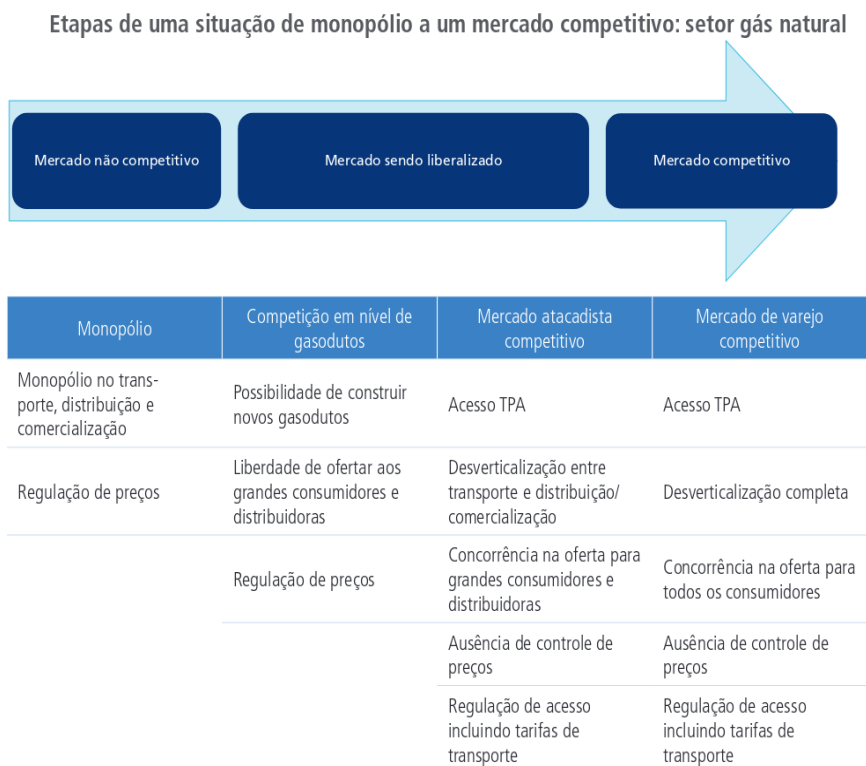 Etapas de uma situação de monopólio a um mercado competitivo: setor gás natural
Mercado não competitivo
Mercado sendo liberalizado
Mercado competitivo
Monopólio
Competição em nível de
gasodutos
Mercado atacadista
competitivo
Mercado de varejo
competitivo
Monopólio no trans-
porte, distribuição e
comercialização
Possibilidade de construir
novos gasodutos
Acesso TPA
Acesso TPA
Regulação de preços
Liberdade de ofertar aos
grandes consumidores e
distribuidoras
Desverticalização entre
transporte e distribuição/
comercialização
Desverticalização completa
Regulação de preços
Concorrência na oferta para
grandes consumidores e
distribuidoras
Concorrência na oferta para
todos os consumidores
Ausência de controle de
preços
Ausência de controle de
preços
Regulação de acesso
incluindo tarifas de
transporte
Regulação de acesso
incluindo tarifas de
transporte